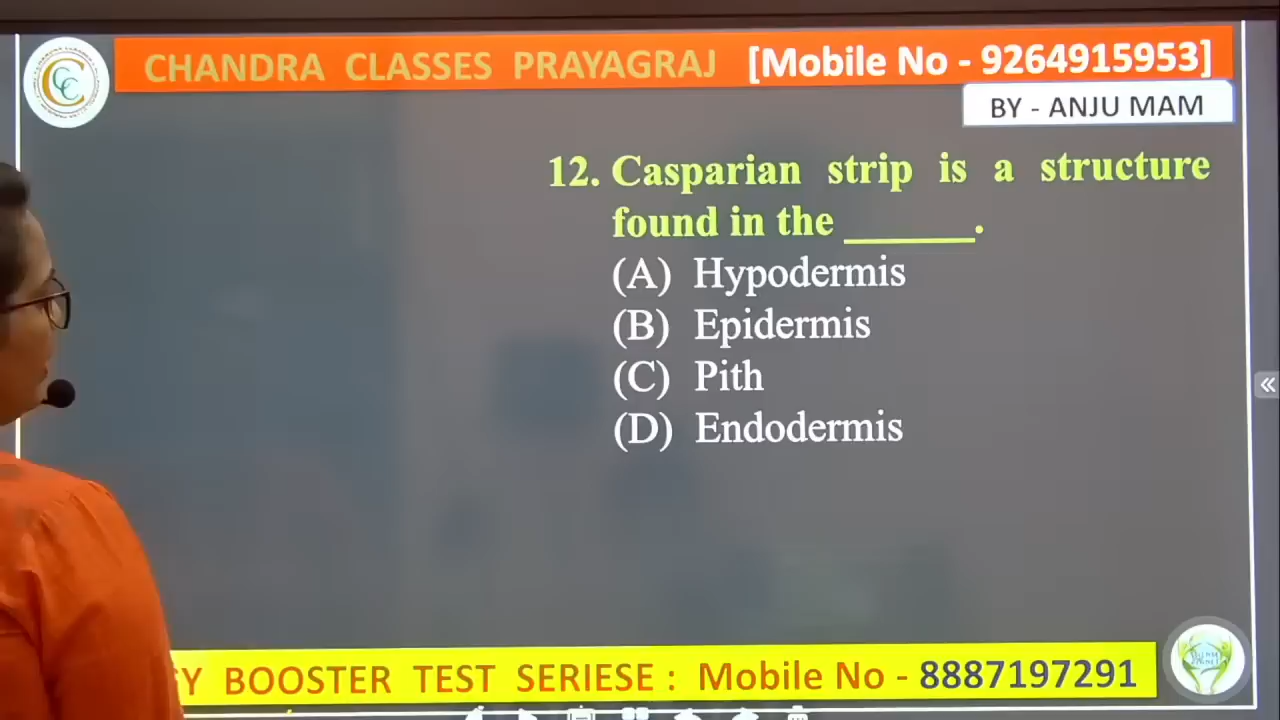 CHANDRA CLASSES PRAYAGRAJ [Mobile No - 9264915953]
BY - ANJU MAM
12. Casparian strip is a structure
found in the ______.
(A) Hypodermis
(B) Epidermis
(C) Pith
(D) Endodermis
BOOSTER TEST SERIESE : Mobile No - 8887197291